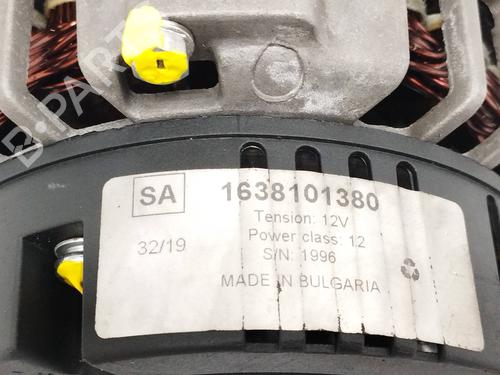 B-PARTS
SA
1638101380
Tension: 12V
Power class: 12
32/19
S/N: 1996
MADE IN BULGARIA